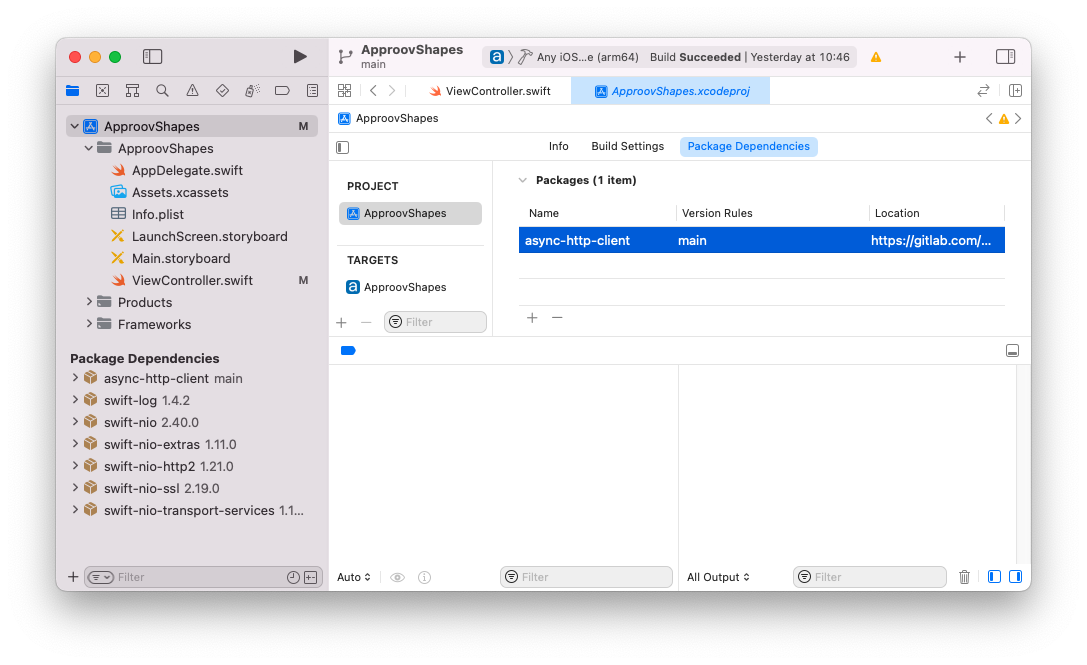 ApproovShapes
main
Any iOS...e (arm64)
Build Succeeded | Yesterday at 10:46
ViewController.swift
ApproovShapes.xcodeproj
ApproovShapes
M
ApproovShapes
AppDelegate.swift
Assets.xcassets
Info.plist
LaunchScreen.storyboard
Main.storyboard
ViewController.swift
M
Products
Frameworks
Package Dependencies
async-http-client main
swift-log 1.4.2
swift-nio 2.40.0
swift-nio-extras 1.11.0
swift-nio-http2 1.21.0
swift-nio-ssl 2.19.0
swift-nio-transport-services 1.1...
Filter
ApproovShapes
Info
Build Settings
Package Dependencies
PROJECT
ApproovShapes
TARGETS
a ApproovShapes
Filter
Packages (1 item)
Name
Version Rules
Location
async-http-client
main
https://gitlab.com/...
Auto
Filter
All Output
Filter